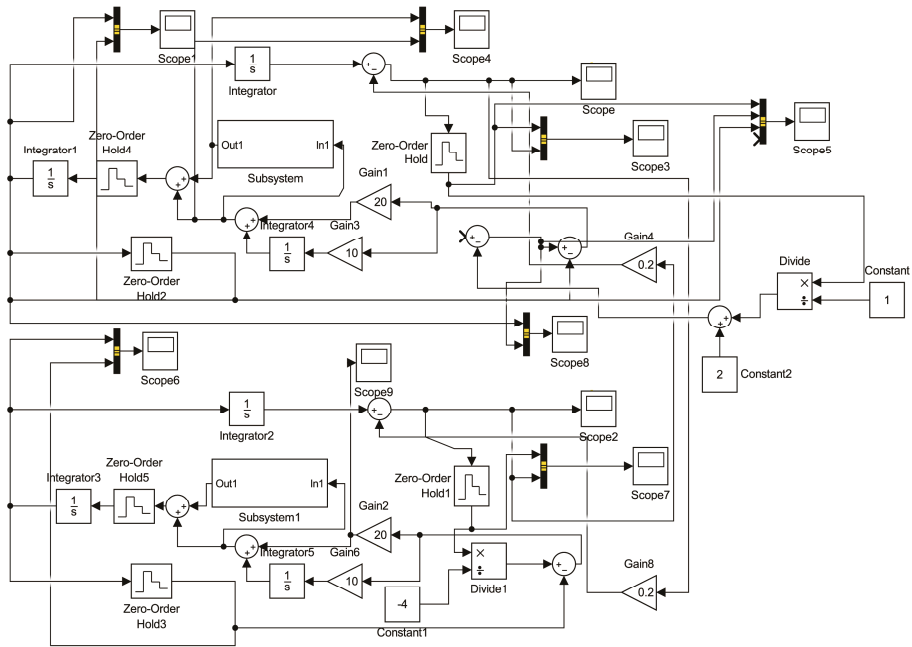 Scope1
Scope4
1
s
Integrator
Scope
Scope5
Zero-Order
Hold4
Out1
In1
Subsystem
Zero-Order
Hold
Scope3
Integrator1
1
s
Gain1
20
Integrator4
Gain3
1
s
10
Gain4
0.2
Zero-Order
Hold2
Divide
×
÷
Constant
1
Scope8
2
Constant2
Scope6
Scope9
1
s
Integrator2
Scope2
Zero-Order
Hold5
Integrator3
1
s
Out1
In1
Subsystem1
Zero-Order
Hold1
Scope7
Gain2
20
Integrator5
Gain6
1
s
10
×
÷
Divide1
Gain8
0.2
Zero-Order
Hold3
-4
Constant1